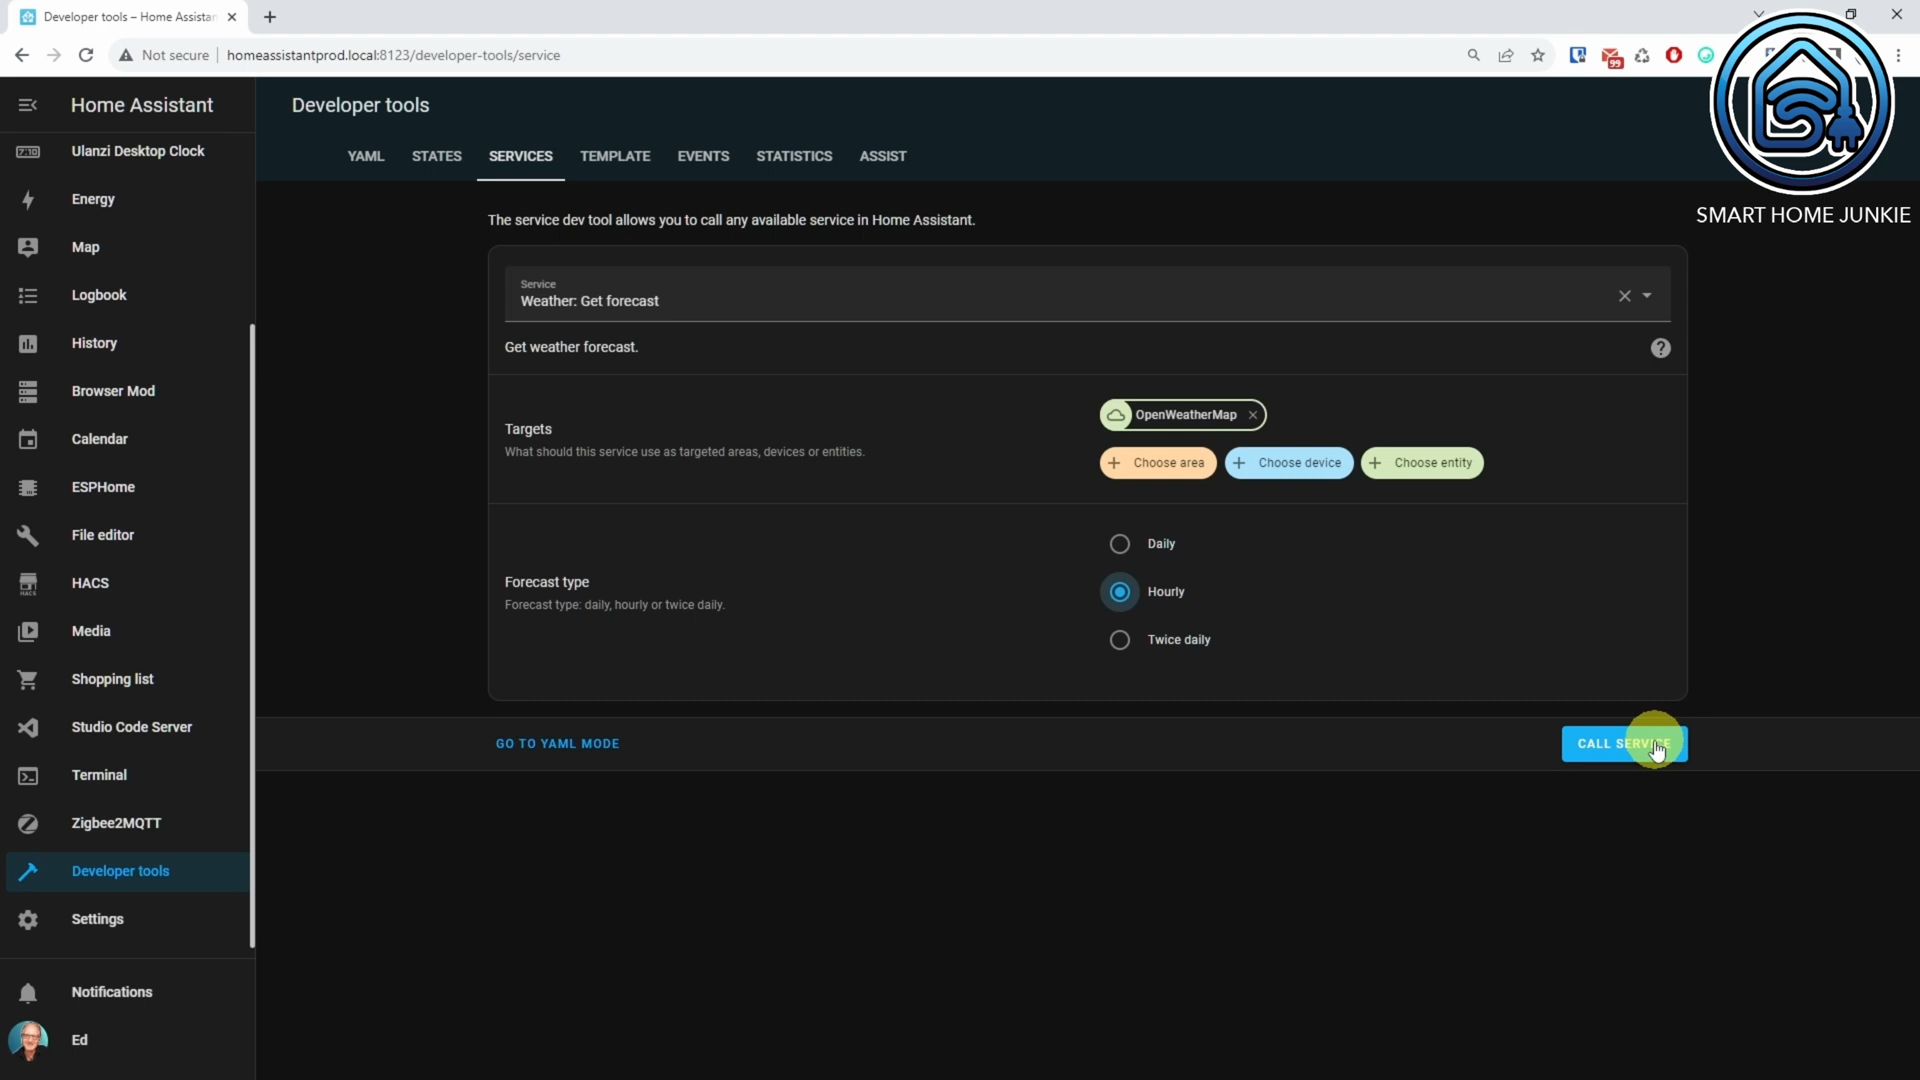 Developer tools – Home Assistan
Not secure
homeassistantprod.local:8123/developer-tools/service
99
Home Assistant
Developer tools
YAML
STATES
SERVICES
TEMPLATE
EVENTS
STATISTICS
ASSIST
SMART HOME JUNKIE
7:10
Ulanzi Desktop Clock
Energy
Map
Logbook
History
Browser Mod
Calendar
ESPHome
File editor
HACS
HACS
Media
Shopping list
Studio Code Server
Terminal
Zigbee2MQTT
Developer tools
Settings
Notifications
Ed
The service dev tool allows you to call any available service in Home Assistant.
Service
Weather: Get forecast
Get weather forecast.
Targets
What should this service use as targeted areas, devices or entities.
OpenWeatherMap
Choose area
Choose device
Choose entity
Forecast type
Forecast type: daily, hourly or twice daily.
Daily
Hourly
Twice daily
GO TO YAML MODE
CALL SERVICE